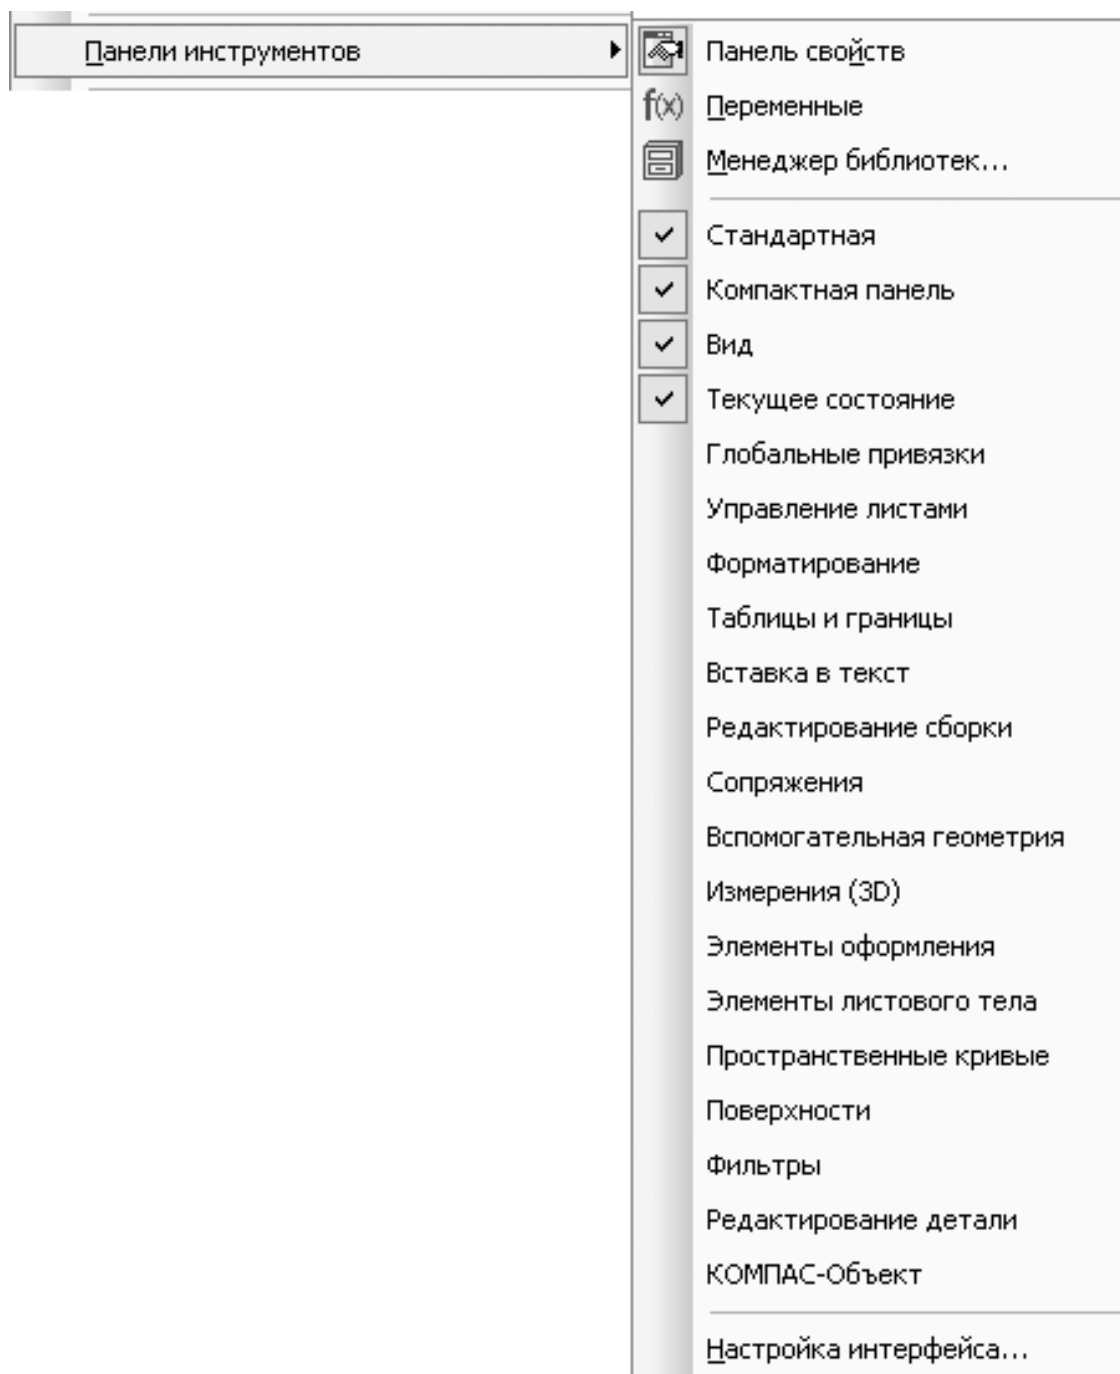 Панели инструментов
Панель свойств
f(x) Переменные
Менеджер библиотек...
Стандартная
Компактная панель
Вид
Текущее состояние
Глобальные привязки
Управление листами
Форматирование
Таблицы и границы
Вставка в текст
Редактирование сборки
Сопряжения
Вспомогательная геометрия
Измерения (3D)
Элементы оформления
Элементы листового тела
Пространственные кривые
Поверхности
Фильтры
Редактирование детали
КОМПАС-Объект
Настройка интерфейса...